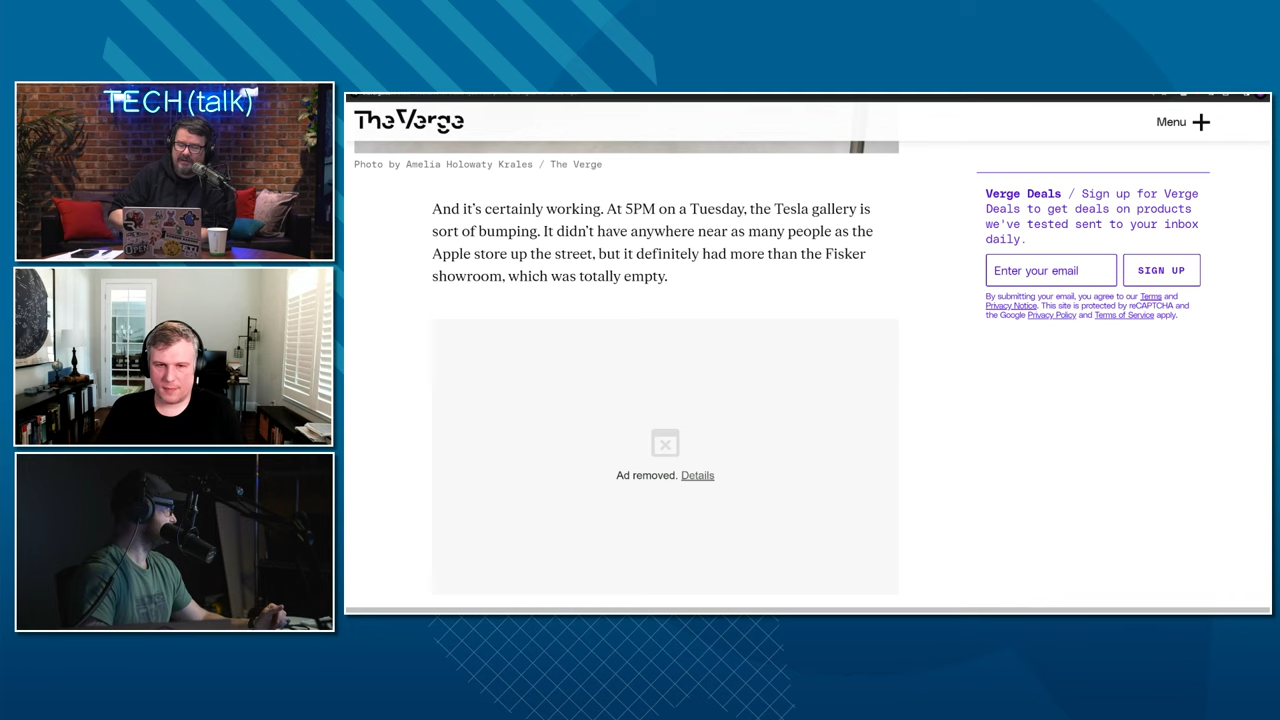 TECH(talk)
OPEN
The Verge
Menu
Photo by Amelia Holowaty Krales / The Verge
And it’s certainly working. At 5PM on a Tuesday, the Tesla gallery is
sort of bumping. It didn’t have anywhere near as many people as the
Apple store up the street, but it definitely had more than the Fisker
showroom, which was totally empty.
Ad removed. Details
Verge Deals / Sign up for Verge
Deals to get deals on products
we've tested sent to your inbox
daily.
Enter your email
SIGN UP
By submitting your email, you agree to our Terms and
Privacy Notice. This site is protected by reCAPTCHA and
the Google Privacy Policy and Terms of Service apply.